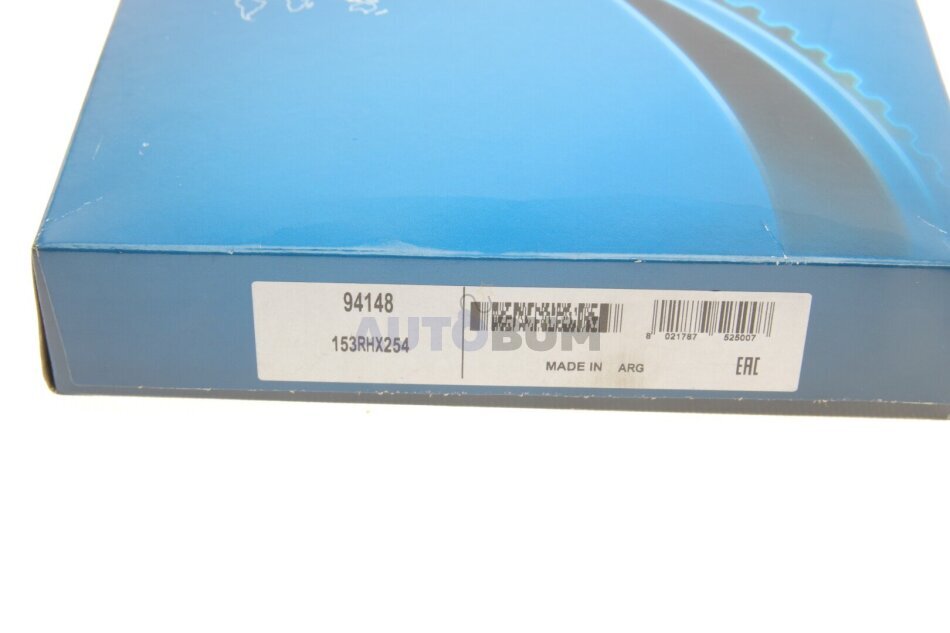 94148
153RHX254
8 021787 525007
MADE IN ARG
EAC
AUTOBUM